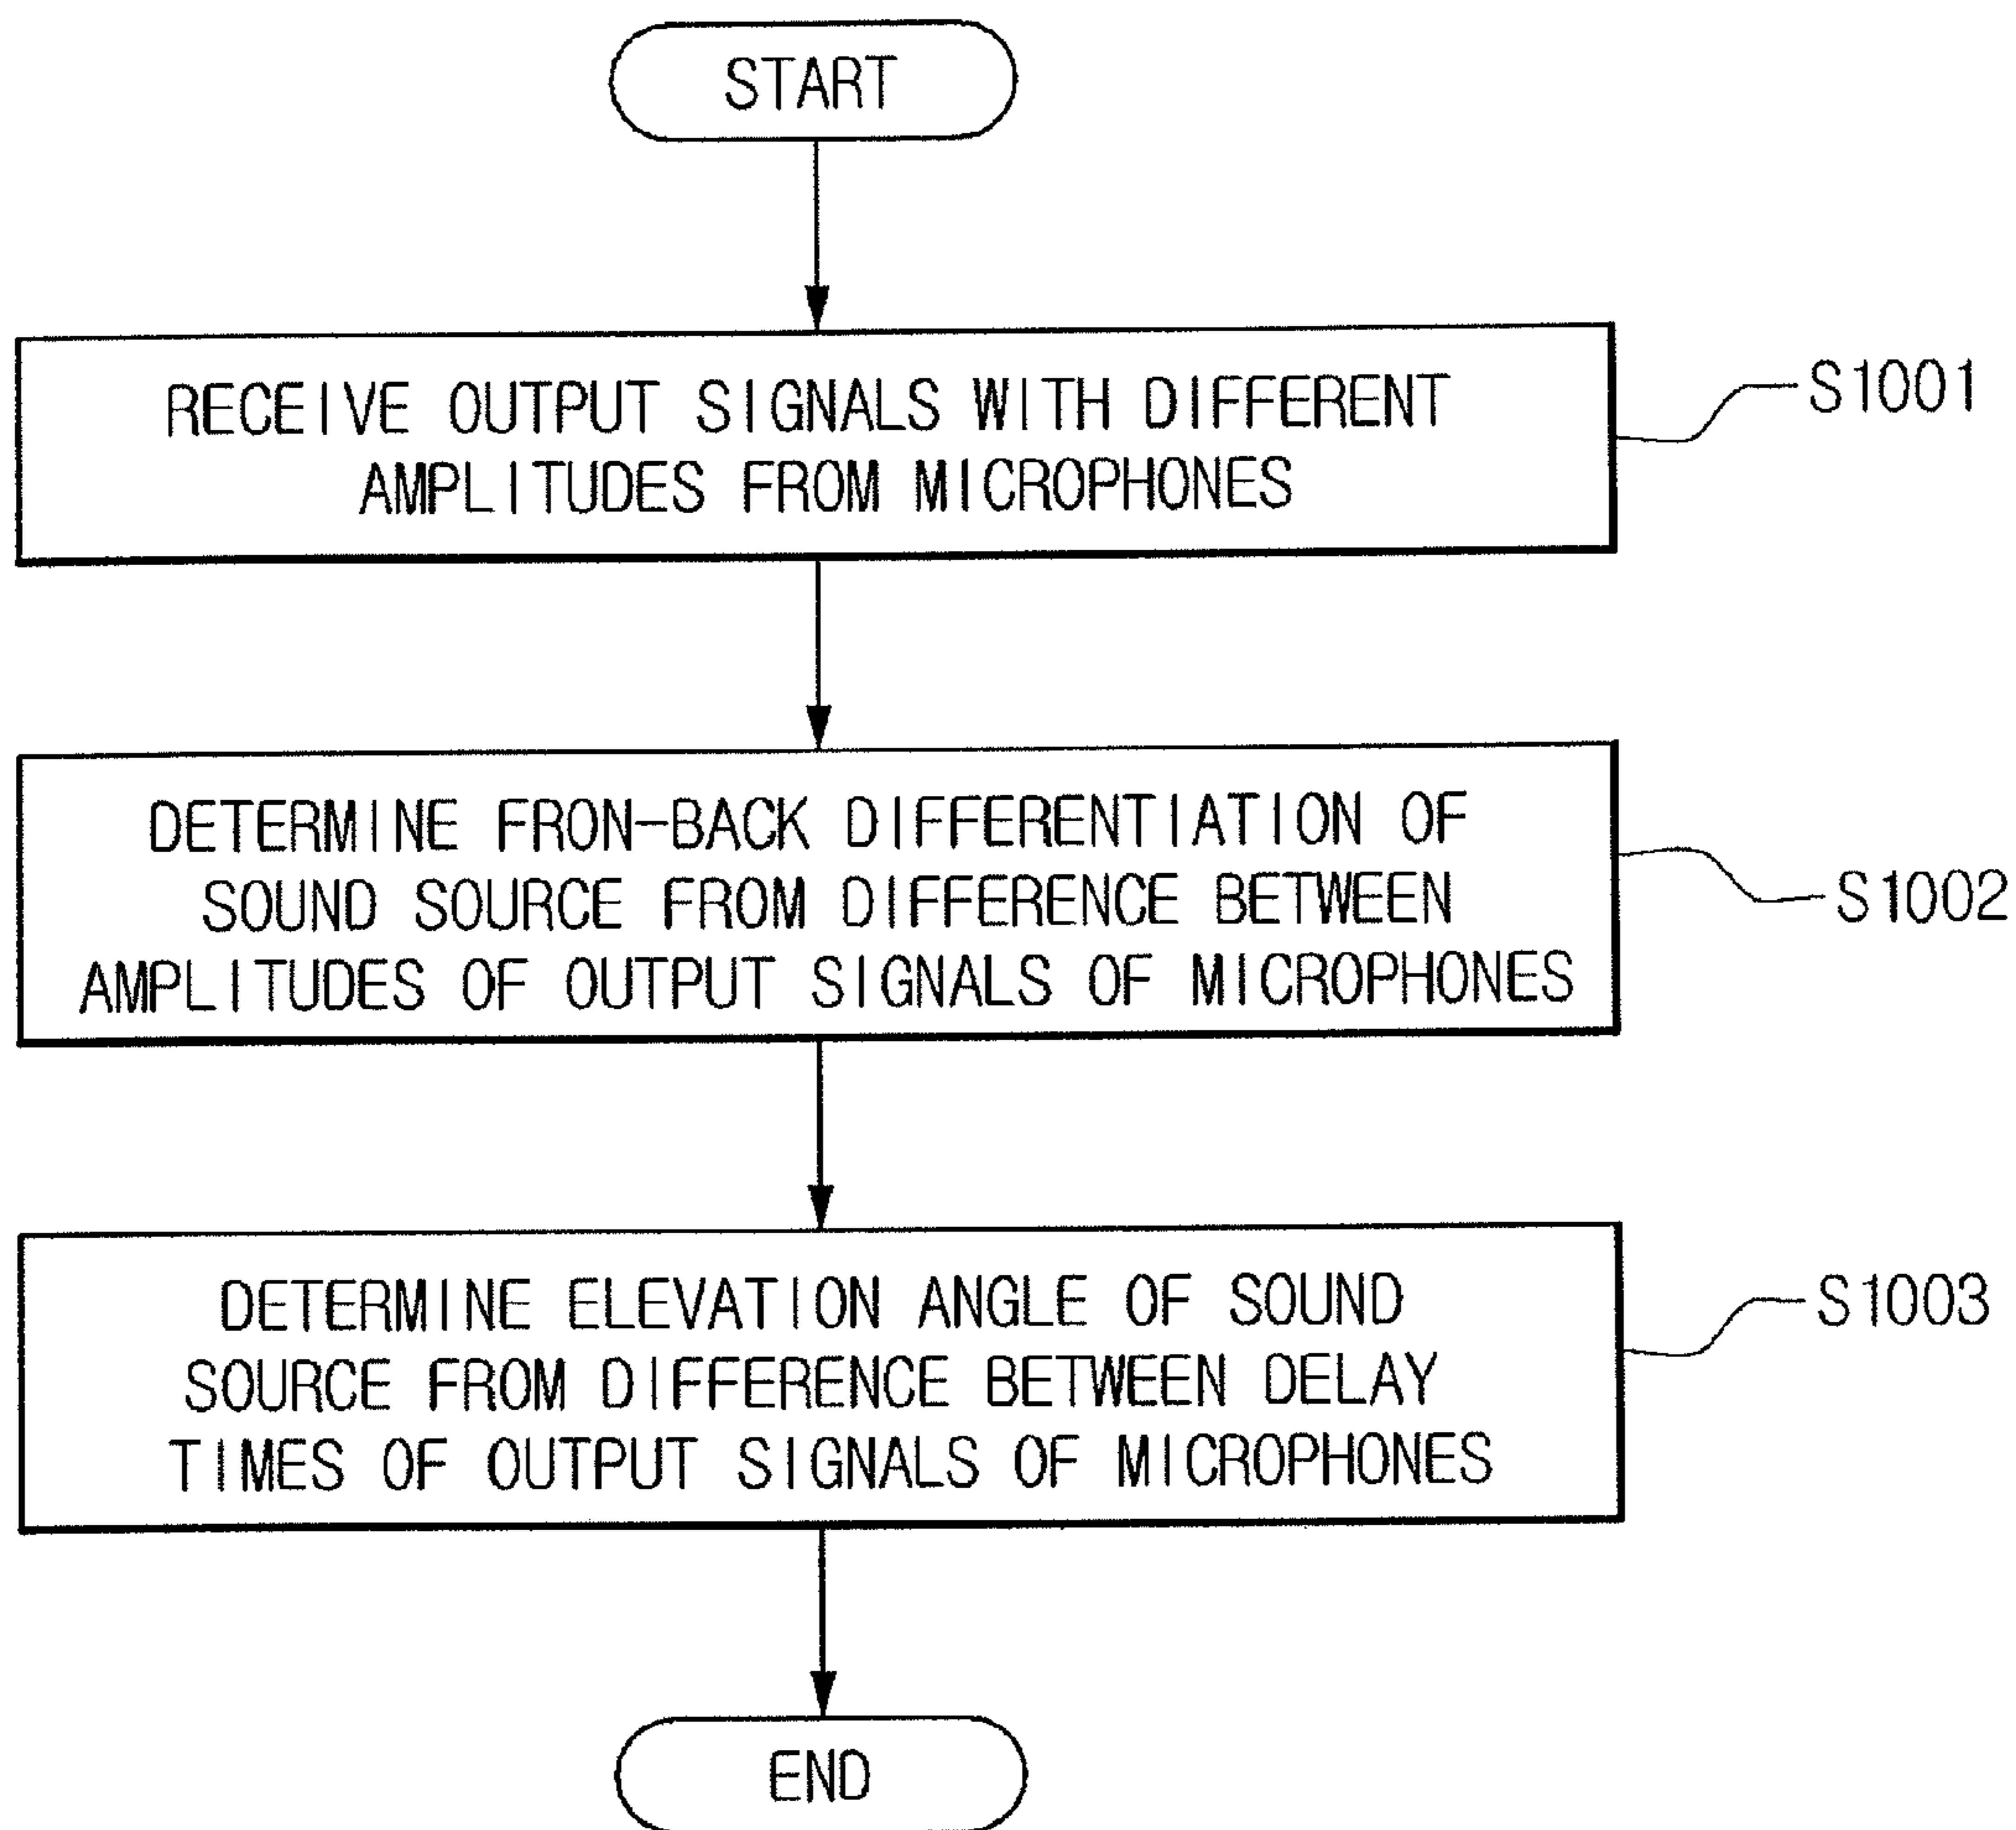 START
RECEIVE OUTPUT SIGNALS WITH DIFFERENT
AMPLITUDES FROM MICROPHONES
S1001
DETERMINE FRON-BACK DIFFERENTIATION OF
SOUND SOURCE FROM DIFFERENCE BETWEEN
AMPLITUDES OF OUTPUT SIGNALS OF MICROPHONES
S1002
DETERMINE ELEVATION ANGLE OF SOUND
SOURCE FROM DIFFERENCE BETWEEN DELAY
TIMES OF OUTPUT SIGNALS OF MICROPHONES
S1003
END